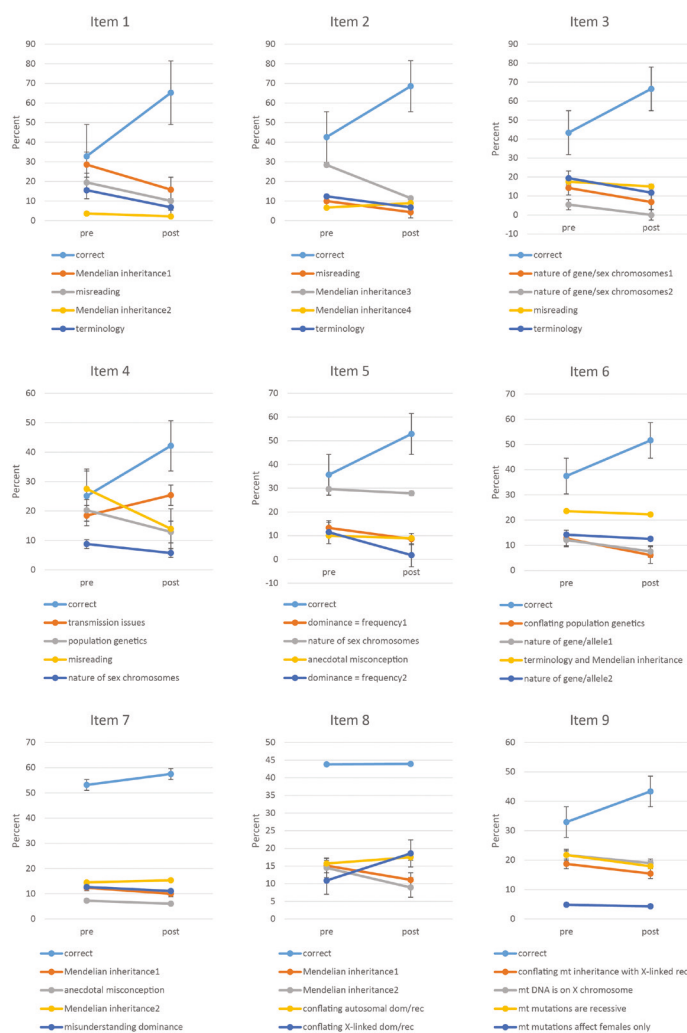 Item 1
90
80
70
60
50
40
30
20
10
0
Percent
pre
post
correct
Mendelian inheritance1
misreading
Mendelian inheritance2
terminology
Item 2
90
80
70
60
50
40
30
20
10
0
Percent
pre
post
correct
misreading
Mendelian inheritance3
Mendelian inheritance4
terminology
Item 3
90
80
70
60
50
40
30
20
10
0
-10
Percent
pre
post
correct
nature of gene/sex chromosomes1
nature of gene/sex chromosomes2
misreading
terminology
Item 4
60
50
40
30
20
10
0
Percent
pre
post
correct
transmission issues
population genetics
misreading
nature of sex chromosomes
Item 5
70
60
50
40
30
20
10
0
-10
Percent
pre
post
correct
dominance = frequency1
nature of sex chromosomes
anecdotal misconception
dominance = frequency2
Item 6
70
60
50
40
30
20
10
0
Percent
pre
post
correct
conflating population genetics
nature of gene/allele1
terminology and Mendelian inheritance
nature of gene/allele2
Item 7
70
60
50
40
30
20
10
0
Percent
pre
post
correct
Mendelian inheritance1
anecdotal misconception
Mendelian inheritance2
misunderstanding dominance
Item 8
50
45
40
35
30
25
20
15
10
5
0
Percent
pre
post
correct
Mendelian inheritance1
Mendelian inheritance2
conflating autosomal dom/rec
conflating X-linked dom/rec
Item 9
60
50
40
30
20
10
0
Percent
pre
post
correct
conflating mt inheritance with X-linked rec
mt DNA is on X chromosome
mt mutations are recessive
mt mutations affect females only